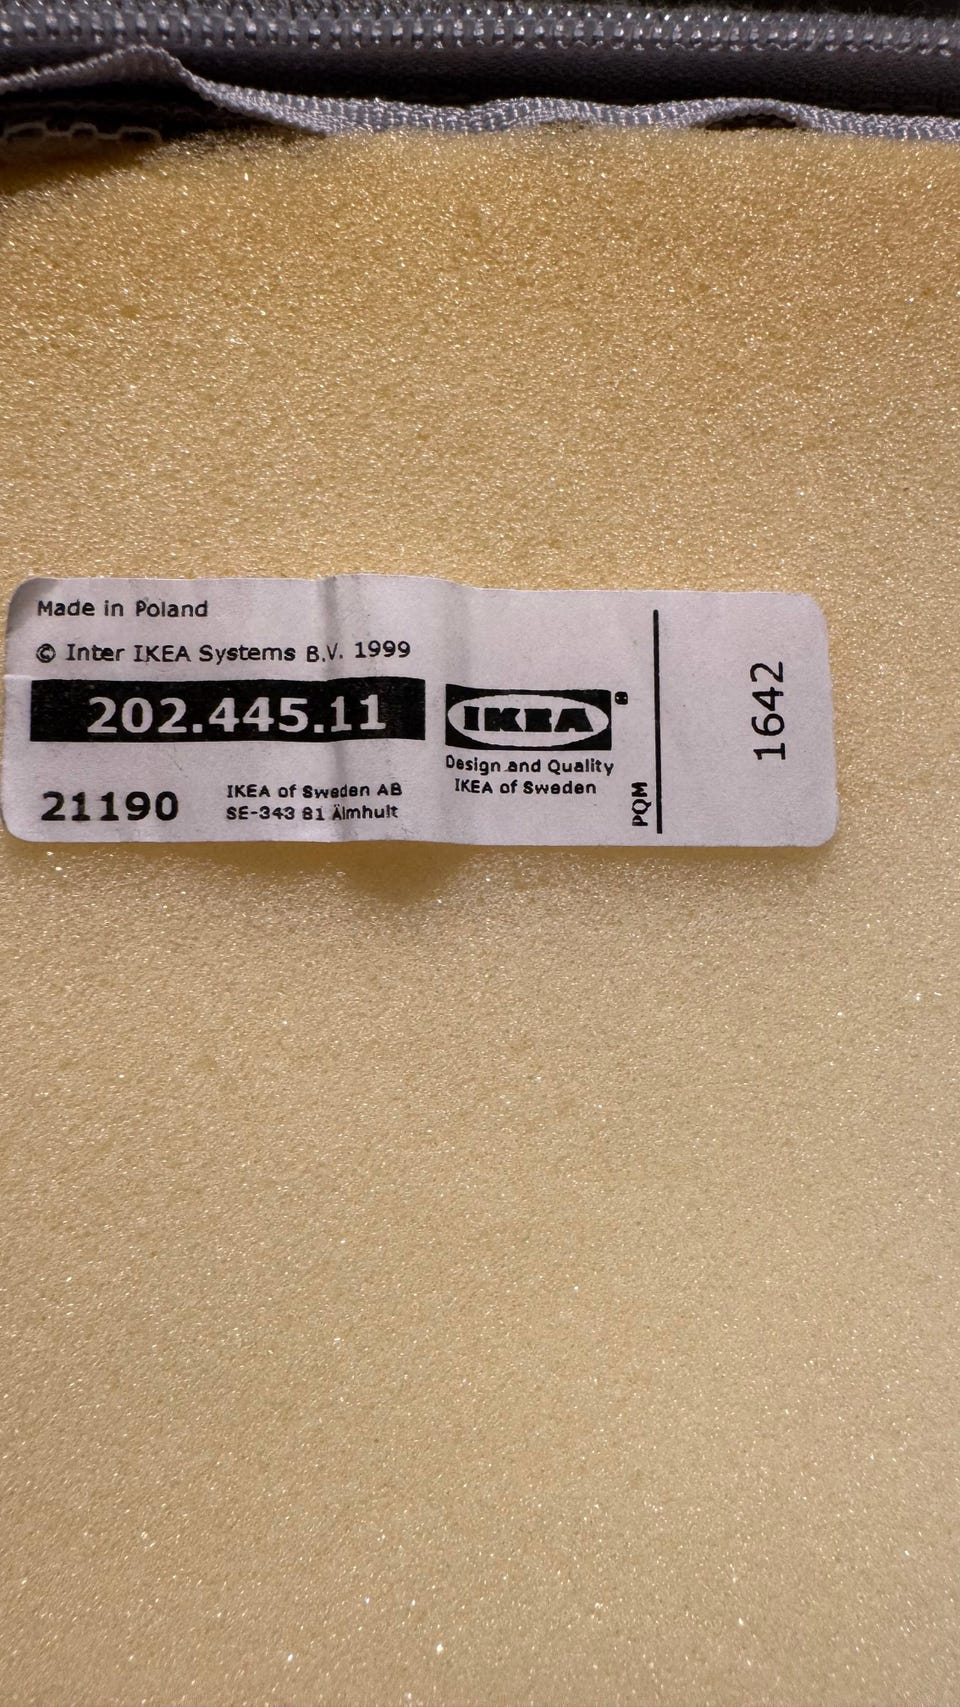 Made in Poland
© Inter IKEA Systems B.V. 1999
202.445.11
IKEA®
Design and Quality
IKEA of Sweden
21190
IKEA of Sweden AB
SE-343 81 Älmhult
PQM
1642